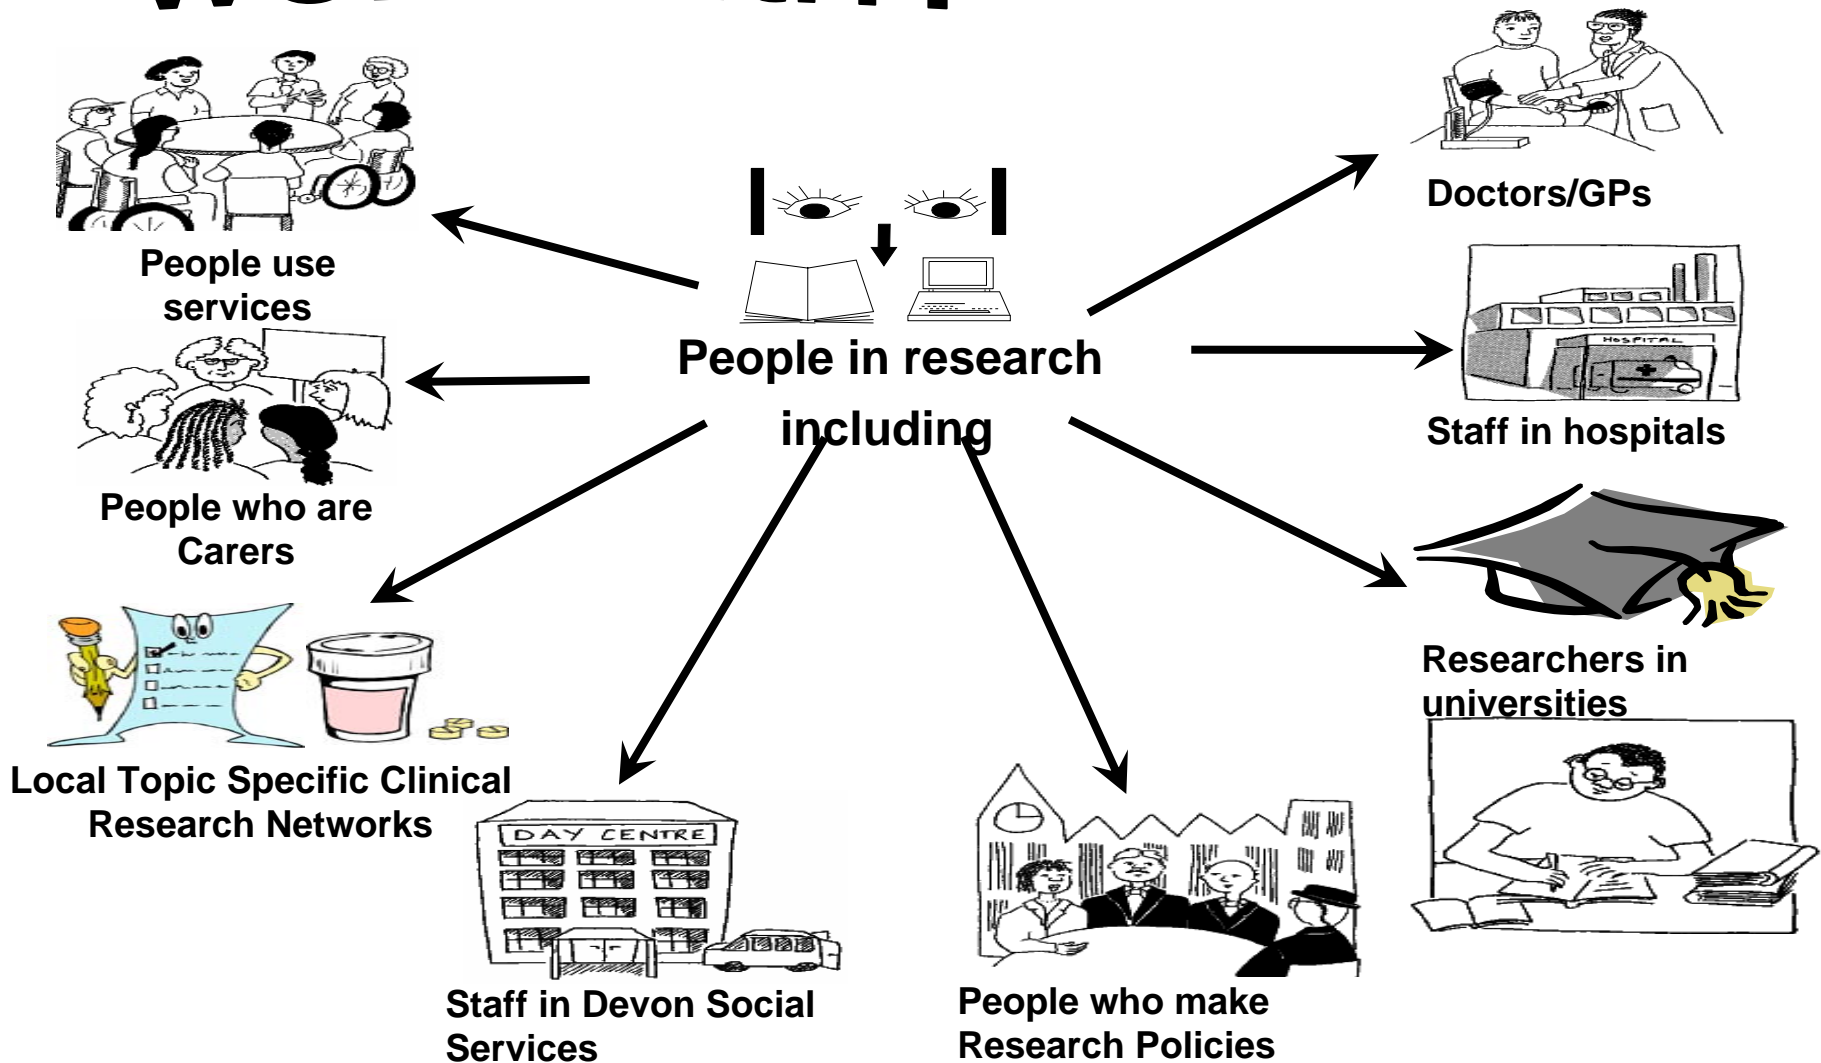 People use
services
People who are
Carers
Local Topic Specific Clinical
Research Networks
DAY CENTRE
Staff in Devon Social
Services
People in research
including
People who make
Research Policies
Doctors/GPs
HOSPITAL
Staff in hospitals
Researchers in
universities